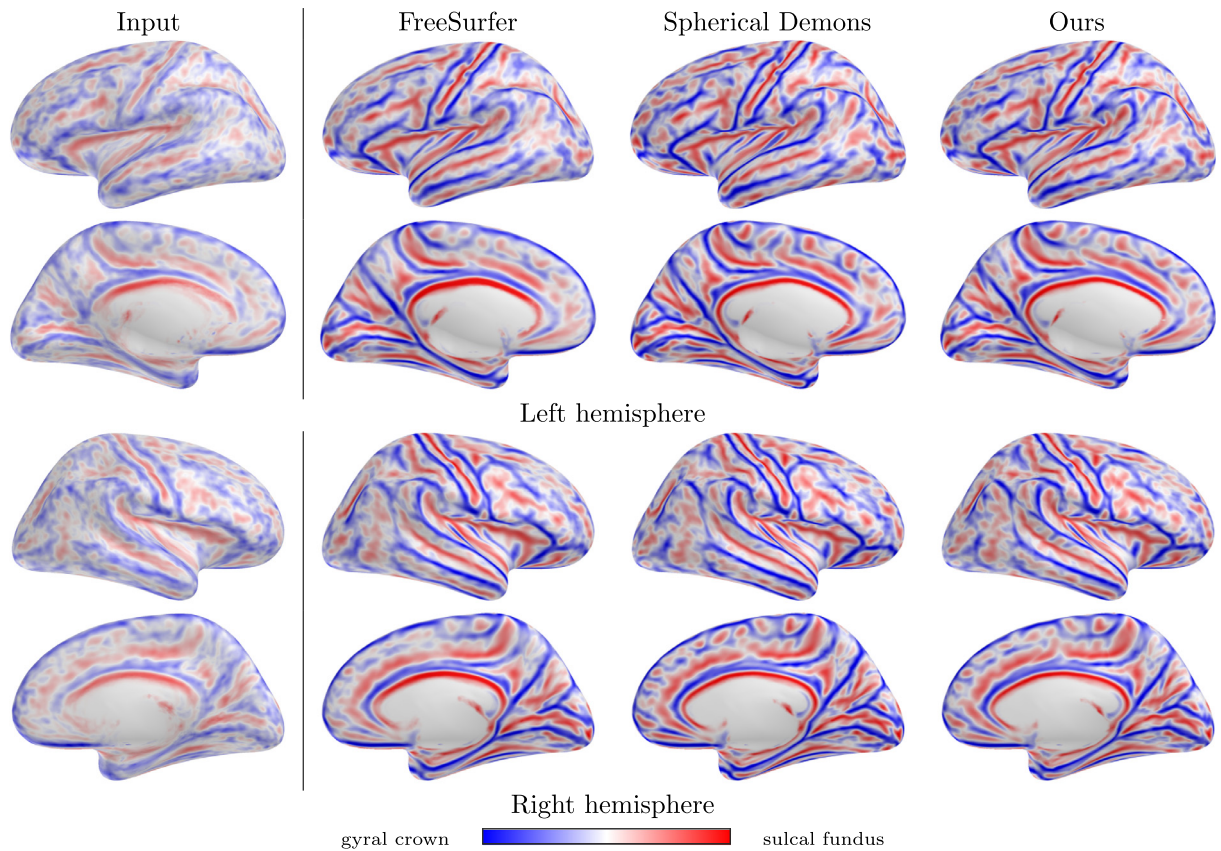 Input FreeSurfer Spherical Demons Ours
Left hemisphere
Right hemisphere
gyral crown sulcal fundus